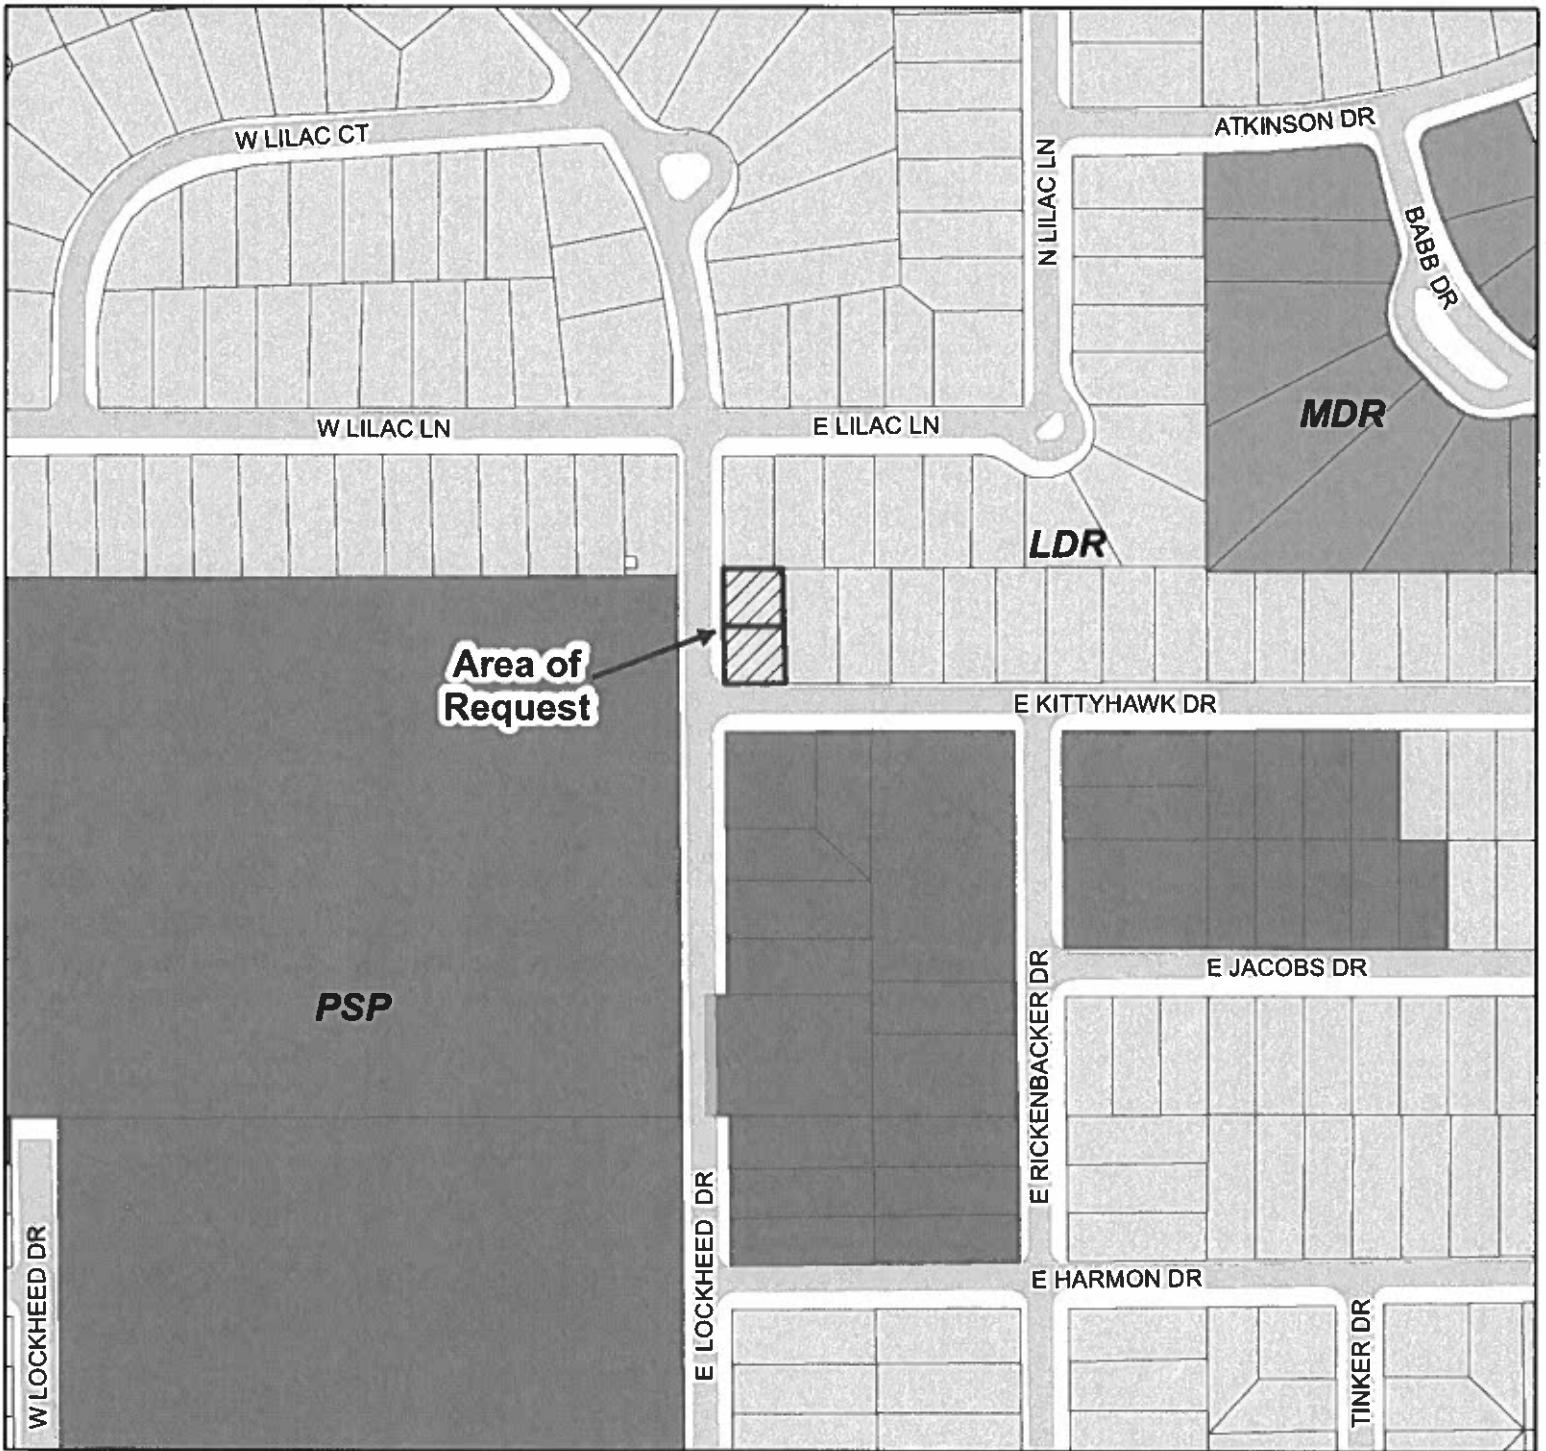 W LILAC CT
ATKINSON DR
N LILAC LN
BABB DR
MDR
W LILAC LN
E LILAC LN
LDR
Area of
Request
E KITTYHAWK DR
E JACOBS DR
PSP
E RICKENBACKER DR
E LOCKHEED DR
W LOCKHEED DR
E HARMON DR
TINKER DR